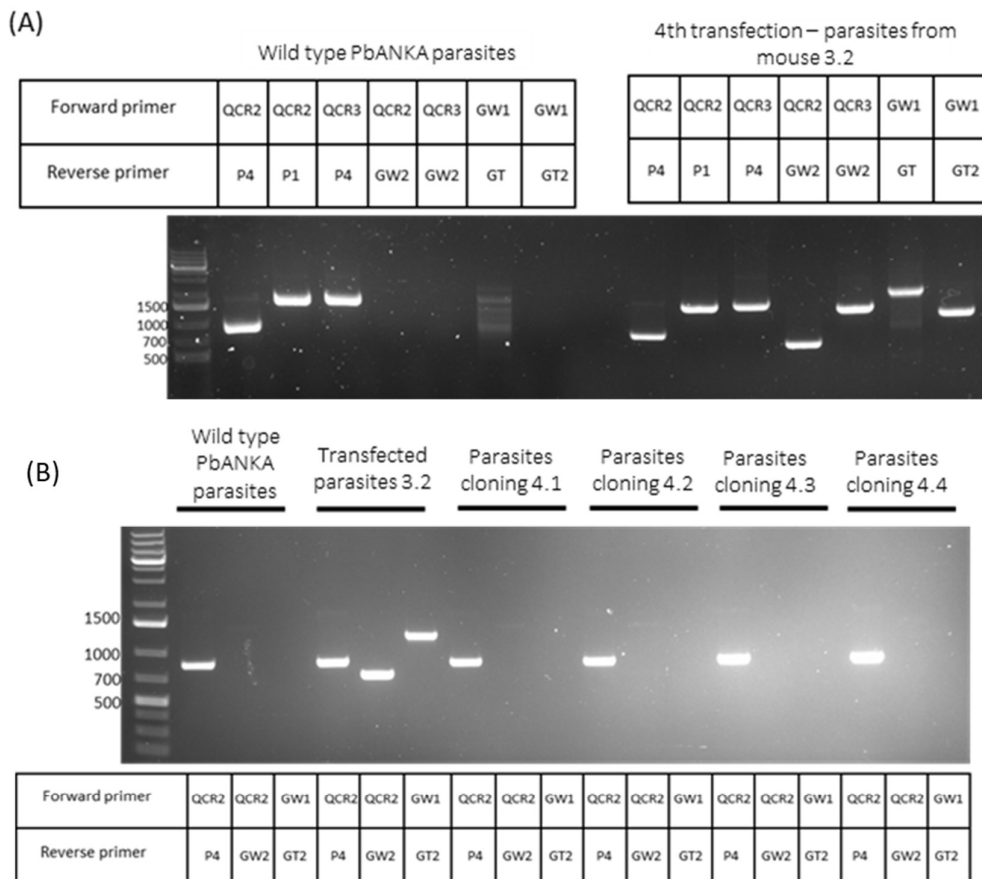 (A)
Wild type PbANKA parasites
4th transfection – parasites from
mouse 3.2
Forward primer QCR2 QCR2 QCR3 QCR2 QCR3 GW1 GW1
Reverse primer P4 P1 P4 GW2 GW2 GT GT2
QCR2 QCR2 QCR3 QCR2 QCR3 GW1 GW1
P4 P1 P4 GW2 GW2 GT GT2
1500
1000
700
500
(B)
Wild type
PbANKA
parasites
Transfected
parasites 3.2
Parasites
cloning 4.1
Parasites
cloning 4.2
Parasites
cloning 4.3
Parasites
cloning 4.4
1500
1000
700
500
Forward primer QCR2 QCR2 GW1 QCR2 QCR2 GW1 QCR2 QCR2 GW1 QCR2 QCR2 GW1 QCR2 QCR2 GW1 QCR2 QCR2 GW1
Reverse primer P4 GW2 GT2 P4 GW2 GT2 P4 GW2 GT2 P4 GW2 GT2 P4 GW2 GT2 P4 GW2 GT2